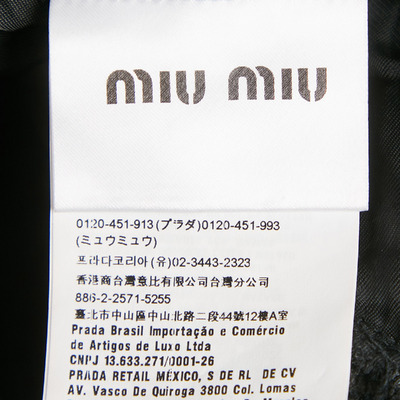 miu miu
0120-451-913(プラダ)0120-451-993
(ミュウミュウ)
프라다코리아(유)02-3443-2323
香港商台灣意比有限公司台灣分公司
886-2-2571-5255
臺北市中山區中山北路二段44號12樓A室
Prada Brasil Importação e Comércio
de Artigos de Luxo Ltda
CNPJ 13.633.271/0001-26
PRADA RETAIL MÉXICO, S DE RL DE CV
Av. Vasco De Quiroga 3800 Col. Lomas